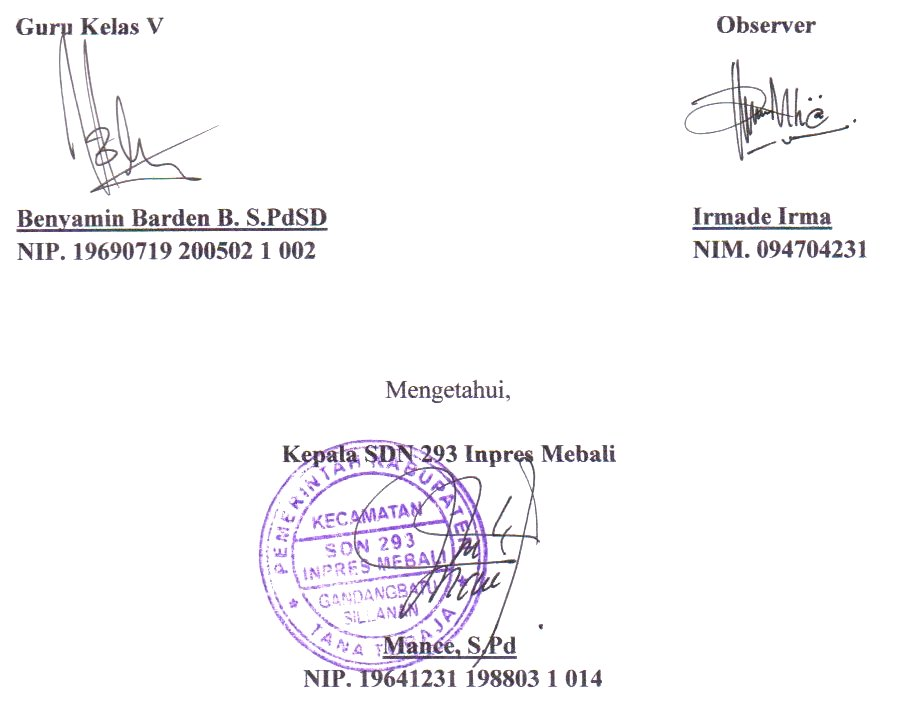 Guru Kelas V
Observer
Benyamin Barden B. S.PdSD
NIP. 19690719 200502 1 002
Irmade Irma
NIM. 094704231
Mengetahui,
Kepala SDN 293 Inpres Mebali
PEMERINTAH KABUPATEN
KECAMATAN
SDN 293
INPRES MEBALI
GANDANGBATU
SILLANAN
TANA TORAJA
Mance, S.Pd
NIP. 19641231 198803 1 014